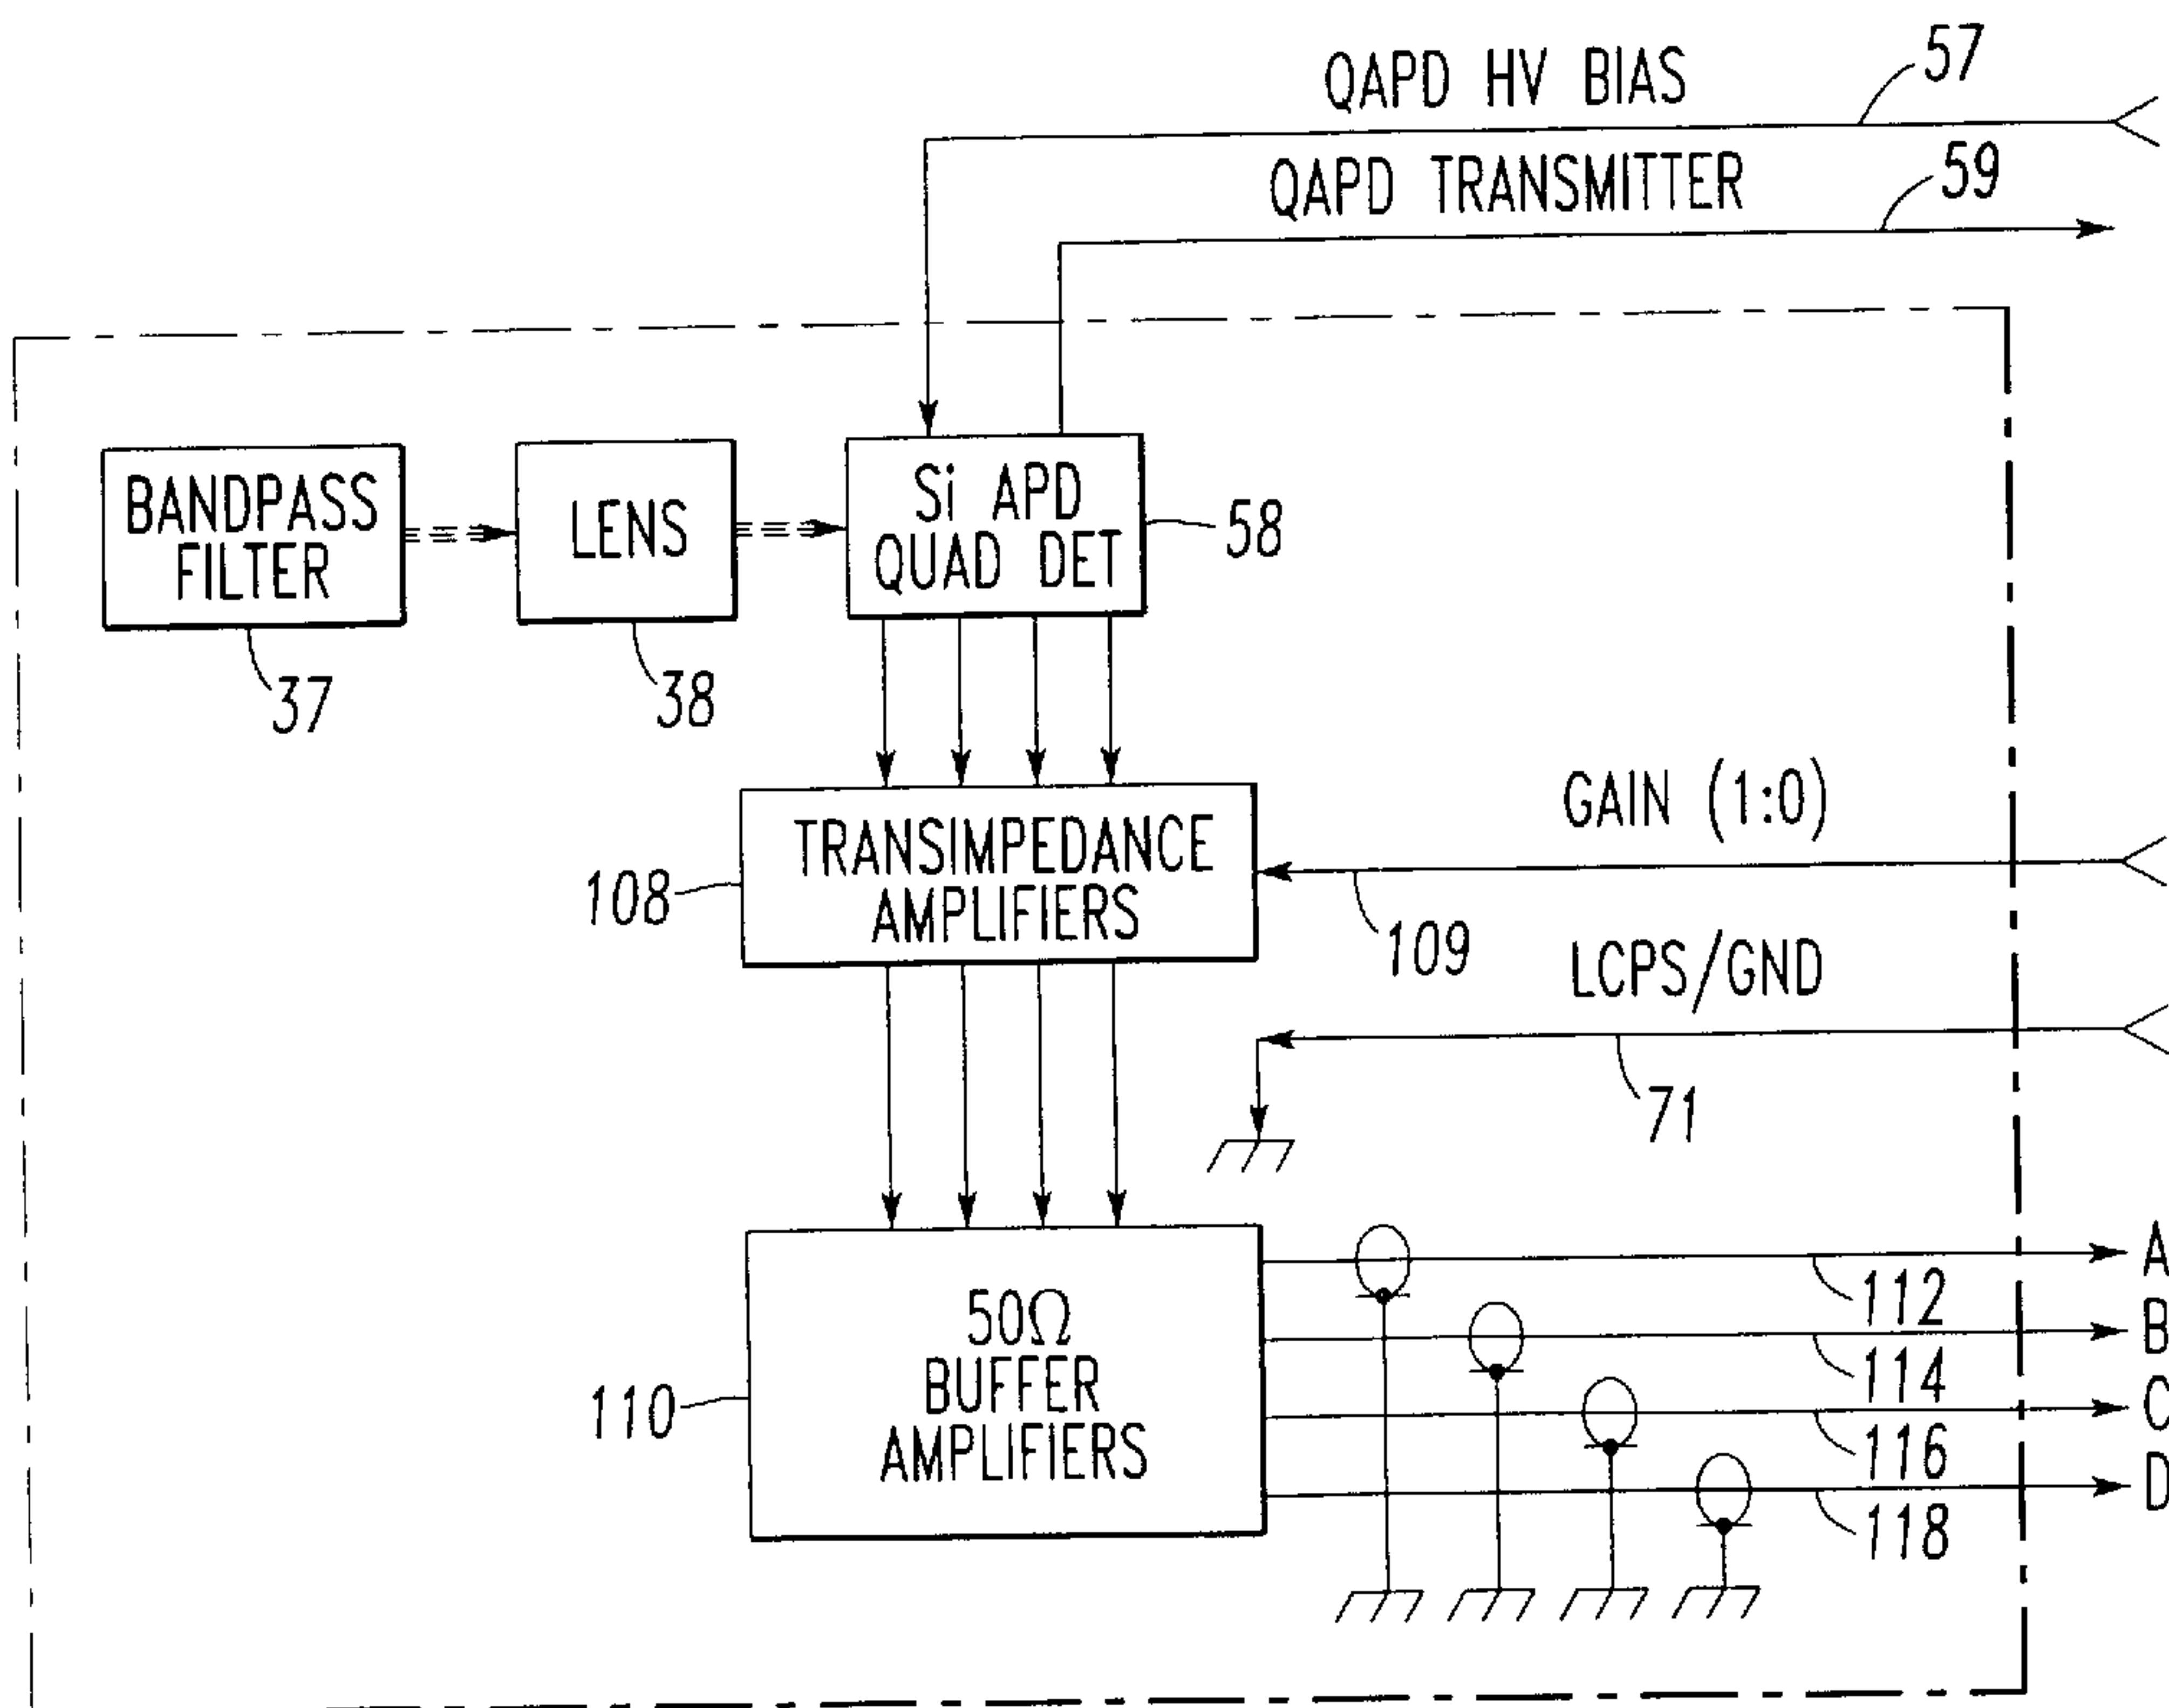 QAPD HV BIAS
57
QAPD TRANSMITTER
59
BANDPASS
FILTER
LENS
Si APD
QUAD DET
58
37
38
GAIN (1:0)
TRANSIMPEDANCE
AMPLIFIERS
108
109
LCPS/GND
71
50Ω
BUFFER
AMPLIFIERS
110
A
112
B
114
C
116
D
118